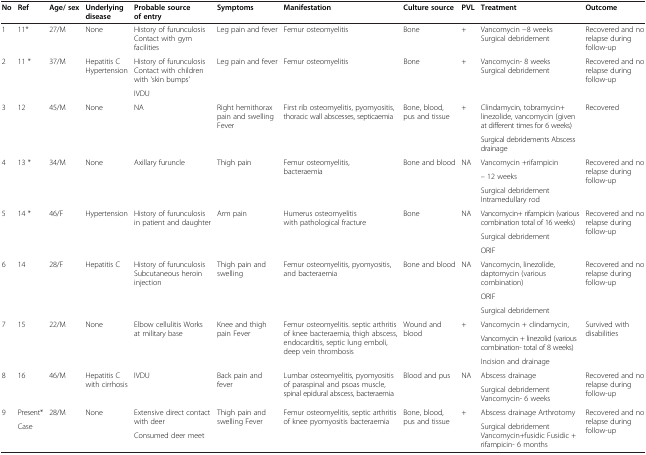 No Ref Age/ sex Underlying disease Probable source of entry Symptoms Manifestation Culture source PVL Treatment Outcome
1 11* 27/M None History of furunculosis Contact with gym facilities Leg pain and fever Femur osteomyelitis Bone + Vancomycin −8 weeks Surgical debridement Recovered and no relapse during follow-up
2 11 * 37/M Hepatitis C Hypertension History of furunculosis Contact with children with 'skin bumps' IVDU Leg pain and fever Femur osteomyelitis Bone + Vancomycin- 8 weeks Surgical debridement Recovered and no relapse during follow-up
3 12 45/M None NA Right hemithorax pain and swelling Fever First rib osteomyelitis, pyomyositis, thoracic wall abscesses, septicaemia Bone, blood, pus and tissue + Clindamycin, tobramycin+ linezolide, vancomycin (given at different times for 6 weeks) Surgical debridements Abscess drainage Recovered
4 13 * 34/M None Axillary furuncle Thigh pain Femur osteomyelitis, bacteraemia Bone and blood NA Vancomycin +rifampicin – 12 weeks Surgical debridement Intramedullary rod Recovered and no relapse during follow-up
5 14 * 46/F Hypertension History of furunculosis in patient and daughter Arm pain Humerus osteomyelitis with pathological fracture Bone NA Vancomycin+ rifampicin (various combination total of 16 weeks) Surgical debridement ORIF Recovered and no relapse during follow-up
6 14 28/F Hepatitis C History of furunculosis Subcutaneous heroin injection Thigh pain and swelling Femur osteomyelitis, pyomyositis, and bacteraemia Bone and blood NA Vancomycin, linezolide, daptomycin (various combination) ORIF Surgical debridement Recovered and no relapse during follow-up
7 15 22/M None Elbow cellulitis Works at military base Knee and thigh pain Fever Femur osteomyelitis. septic arthritis of knee bacteraemia, thigh abscess, endocarditis, septic lung emboli, deep vein thrombosis Wound and blood + Vancomycin + clindamycin, Vancomycin + linezolid (various combination- total of 8 weeks) Incision and drainage Survived with disabilities
8 16 46/M Hepatitis C with cirrhosis IVDU Back pain and fever Lumbar osteomyelitis, pyomyositis of paraspinal and psoas muscle, spinal epidural abscess, bacteraemia Blood and pus NA Abscess drainage Surgical debridement Vancomycin- 6 weeks Recovered and no relapse during follow-up
9 Present* Case 28/M None Extensive direct contact with deer Consumed deer meet Thigh pain and swelling Fever Femur osteomyelitis, septic arthritis of knee pyomyositis bacteraemia Bone, blood, pus and tissue + Abscess drainage Arthrotomy Surgical debridement Vancomycin+fusidic Fusidic + rifampicin- 6 months Recovered and no relapse during follow-up